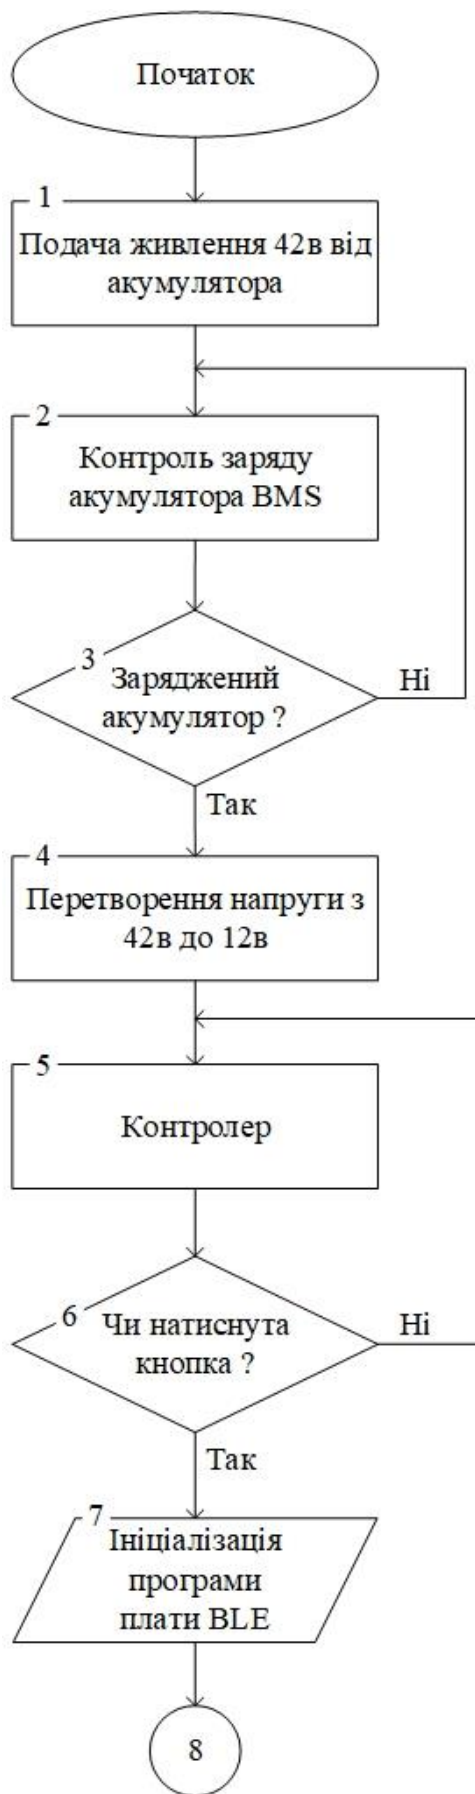 Початок
1
Подача живлення 42в від
акумулятора
2
Контроль заряду
акумулятора BMS
3
Заряджений
акумулятор ?
Ні
Так
4
Перетворення напруги з
42в до 12в
5
Контролер
6
Чи натиснута
кнопка ?
Ні
Так
7
Ініціалізація
програми
плати BLE
8